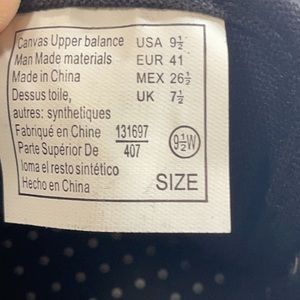 Canvas Upper balance
Man Made materials
Made in China
Dessus toile,
autres: synthetiques
Fabriqué en Chine
Parte Superior De
loma el resto sintético
Hecho en China
USA 9½
EUR 41
MEX 26½
UK 7½
131697
407
9½W
SIZE